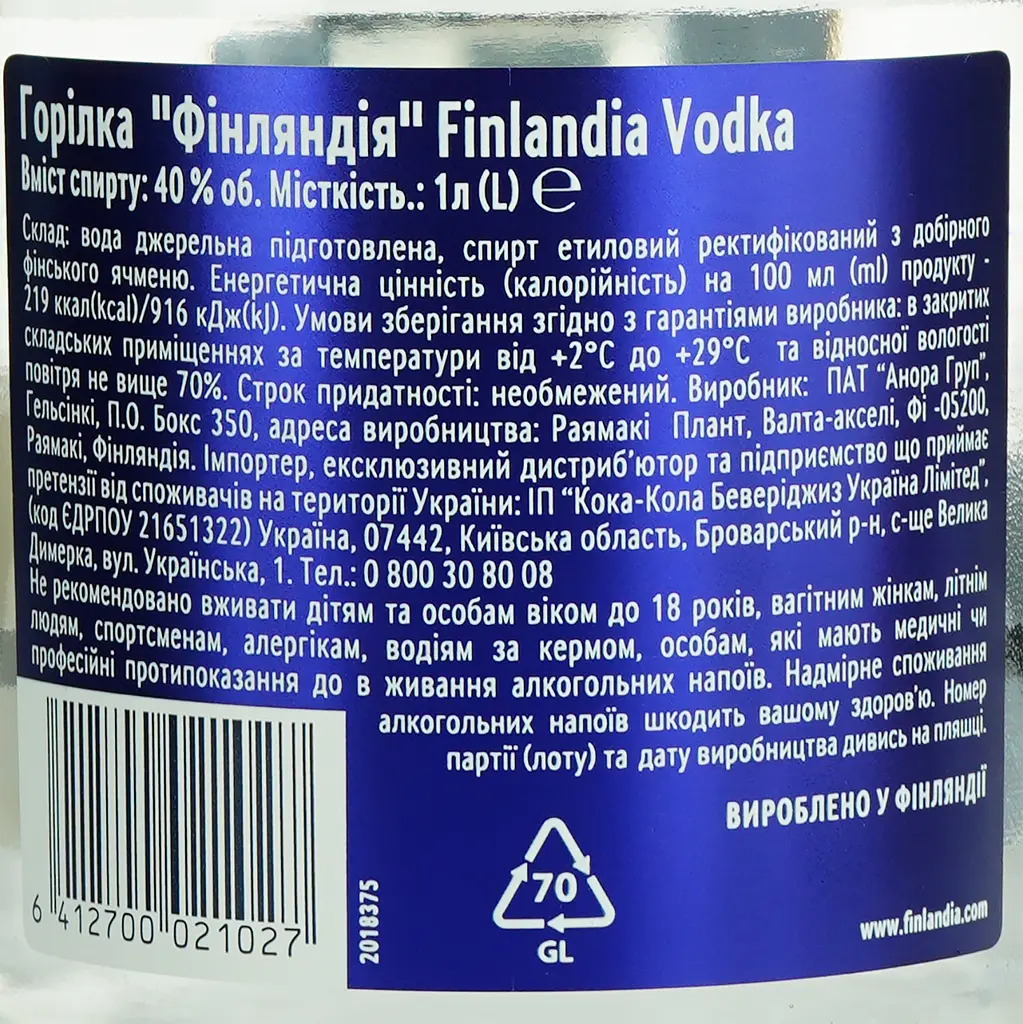 Горілка "Фінляндія" Finlandia Vodka
Вміст спирту: 40 % об. Місткість.: 1л (L) ℮
Склад: вода джерельна підготовлена, спирт етиловий ректифікований з добірного
фінського ячменю. Енергетична цінність (калорійність) на 100 мл (ml) продукту -
219 ккал(kcal)/916 кДж(kJ). Умови зберігання згідно з гарантіями виробника: в закритих
складських приміщеннях за температури від +2°C до +29°C та відносної вологості
повітря не вище 70%. Строк придатності: необмежений. Виробник: ПАТ “Анора Груп”,
Гельсінкі, П.О. Бокс 350, адреса виробництва: Раямакі Плант, Валта-акселі, Фі -05200,
Раямакі, Фінляндія. Імпортер, ексклюзивний дистриб’ютор та підприємство що приймає
претензії від споживачів на території України: ІП “Кока-Кола Беверіджиз Україна Лімітед”,
(код ЄДРПОУ 21651322) Україна, 07442, Київська область, Броварський р-н, с-ще Велика
Димерка, вул. Українська, 1. Тел.: 0 800 30 80 08
Не рекомендовано вживати дітям та особам віком до 18 років, вагітним жінкам, літнім
людям, спортсменам, алергікам, водіям за кермом, особам, які мають медичні чи
професійні протипоказання до в живання алкогольних напоїв. Надмірне споживання
алкогольних напоїв шкодить вашому здоров’ю. Номер
партії (лоту) та дату виробництва дивись на пляшці.
ВИРОБЛЕНО У ФІНЛЯНДІЇ
70
GL
www.finlandia.com
2018375
6 412700 021027